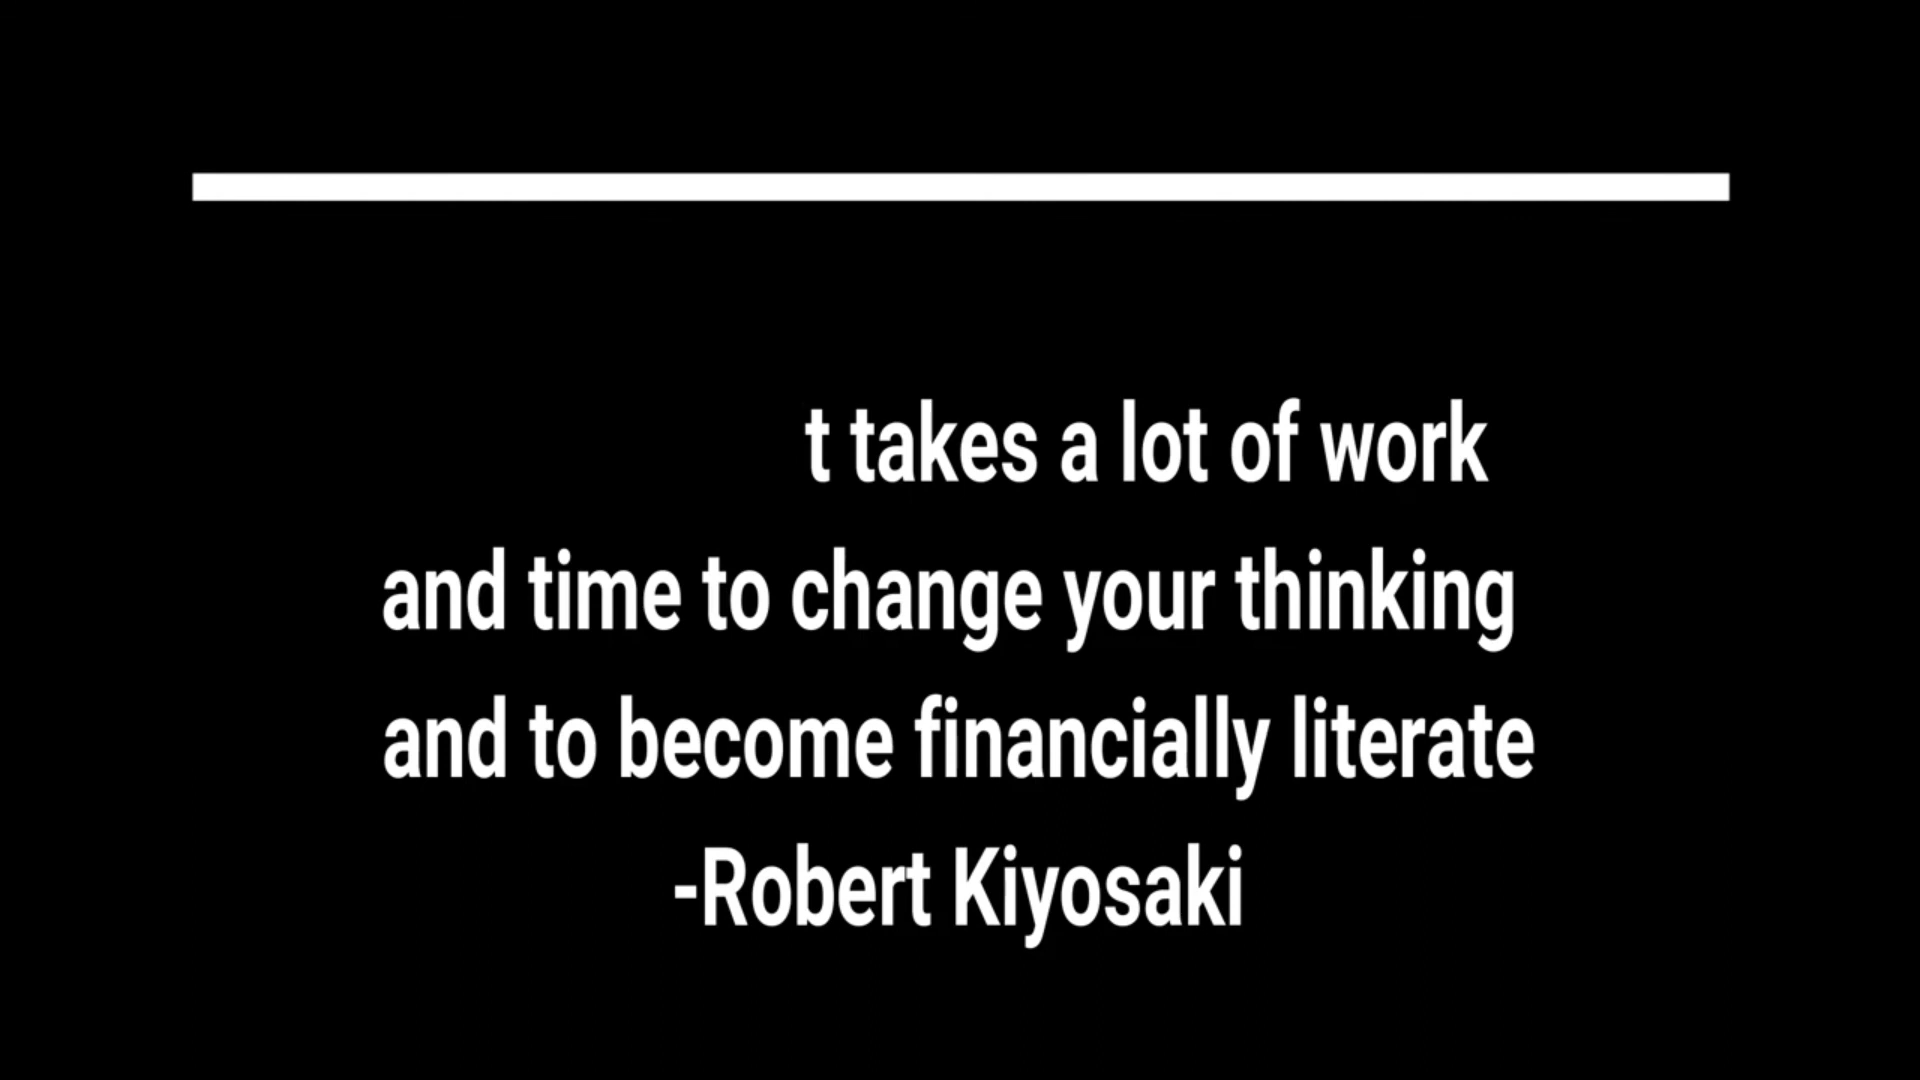 t takes a lot of work
and time to change your thinking
and to become financially literate
-Robert Kiyosaki